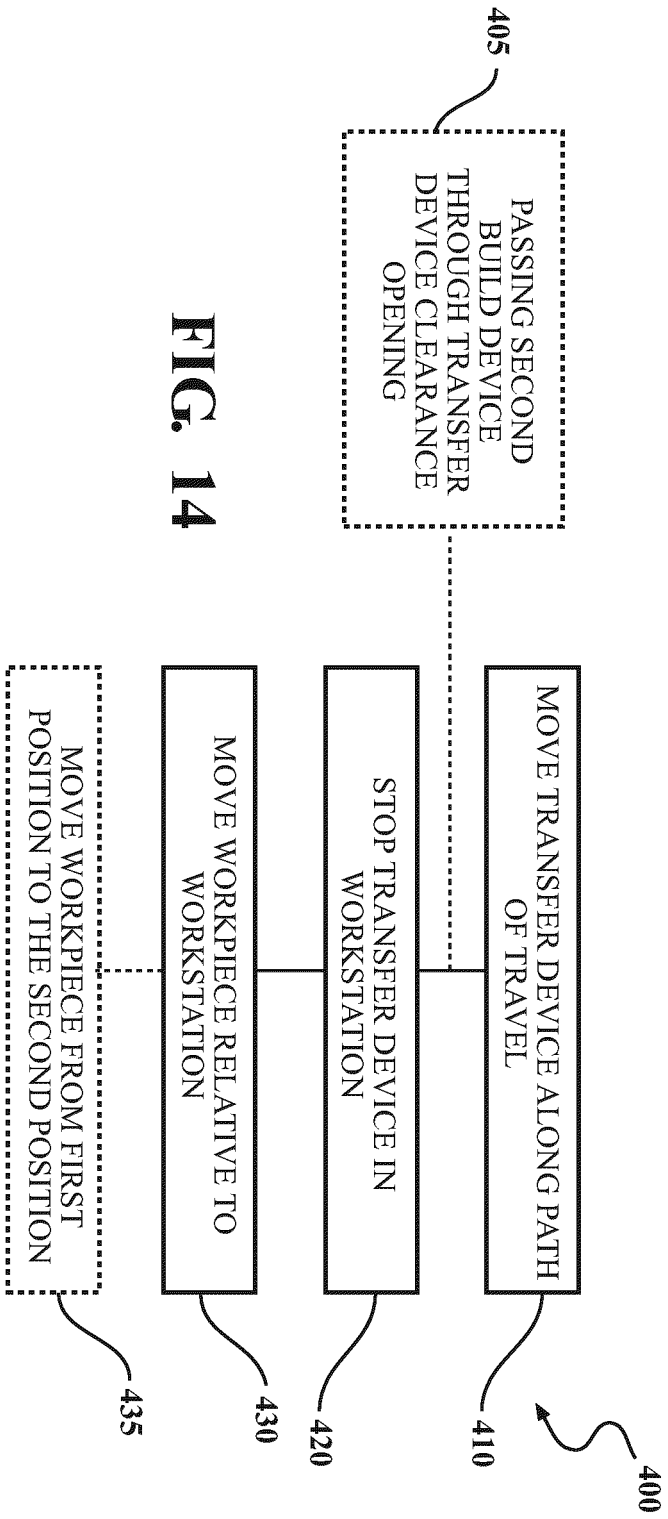 400
MOVE TRANSFER DEVICE ALONG PATH
OF TRAVEL
410
PASSING SECOND
BUILD DEVICE
THROUGH TRANSFER
DEVICE CLEARANCE
OPENING
405
STOP TRANSFER DEVICE IN
WORKSTATION
420
MOVE WORKPIECE RELATIVE TO
WORKSTATION
430
MOVE WORKPIECE FROM FIRST
POSITION TO THE SECOND POSITION
435
FIG. 14